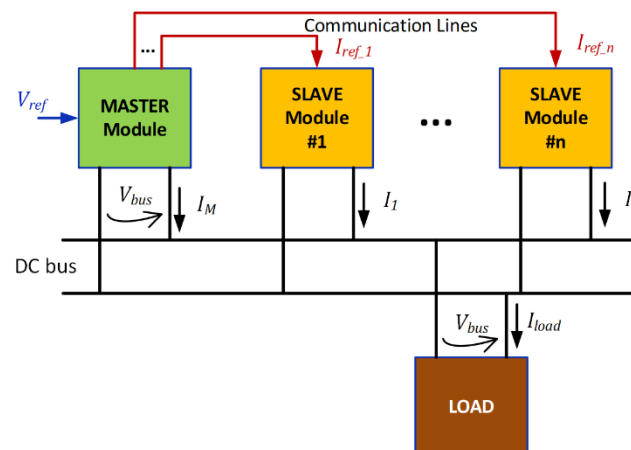 Communication Lines
...
I_ref_1
I_ref_n
V_ref
MASTER
Module
SLAVE
Module
#1
...
SLAVE
Module
#n
V_bus
I_M
I_1
I
DC bus
V_bus
I_load
LOAD